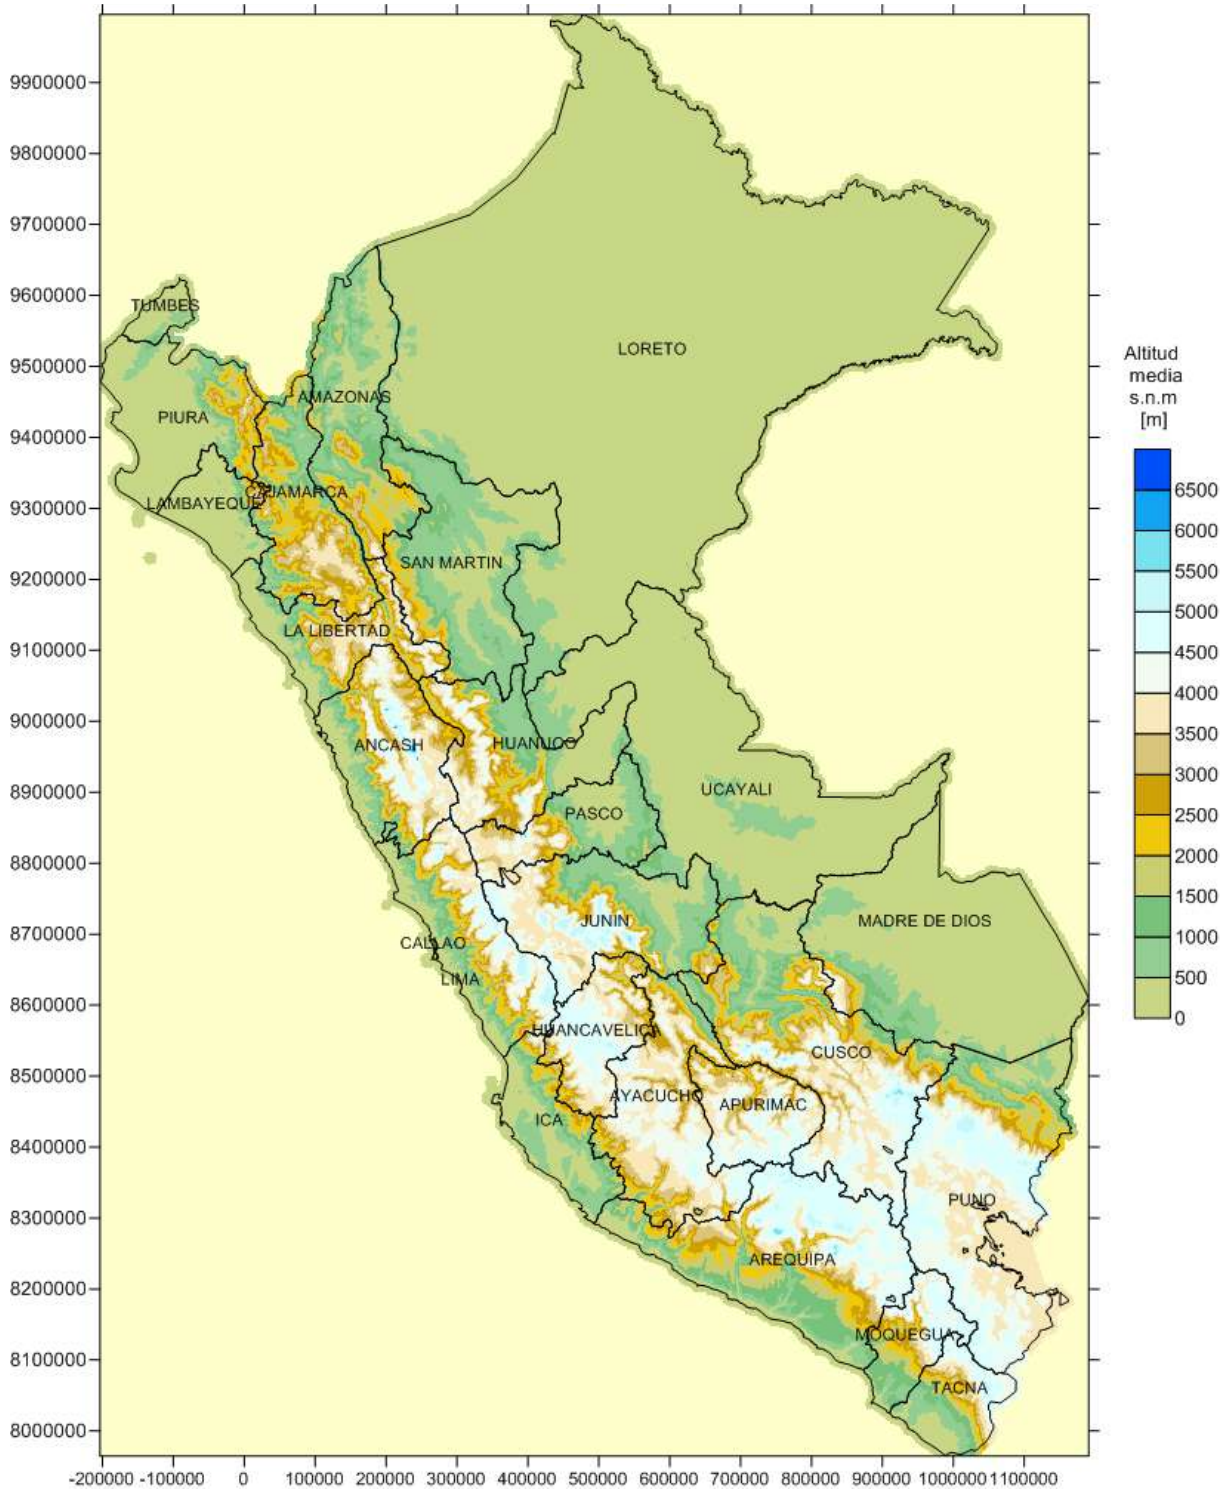 9900000
9800000
9700000
9600000
9500000
9400000
9300000
9200000
9100000
9000000
8900000
8800000
8700000
8600000
8500000
8400000
8300000
8200000
8100000
8000000
TUMBES
LORETO
AMAZONAS
PIURA
CAJAMARCA
LAMBAYEQUE
SAN MARTIN
LA LIBERTAD
ANCASH
HUANUCO
UCAYALI
PASCO
JUNIN
MADRE DE DIOS
CALLAO
LIMA
HUANCAVELICA
CUSCO
AYACUCHO
APURIMAC
ICA
PUNO
AREQUIPA
MOQUEGUA
TACNA
Altitud
media
s.n.m
[m]
6500
6000
5500
5000
4500
4000
3500
3000
2500
2000
1500
1000
500
0
-200000 -100000 0 100000 200000 300000 400000 500000 600000 700000 800000 900000 1000000 1100000